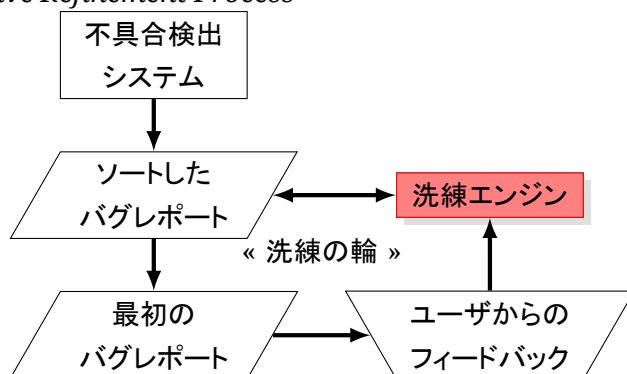 ive Refinement Process
不具合検出
システム
ソートした
バグレポート
洗練エンジン
« 洗練の輪 »
最初の
バグレポート
ユーザからの
フィードバック